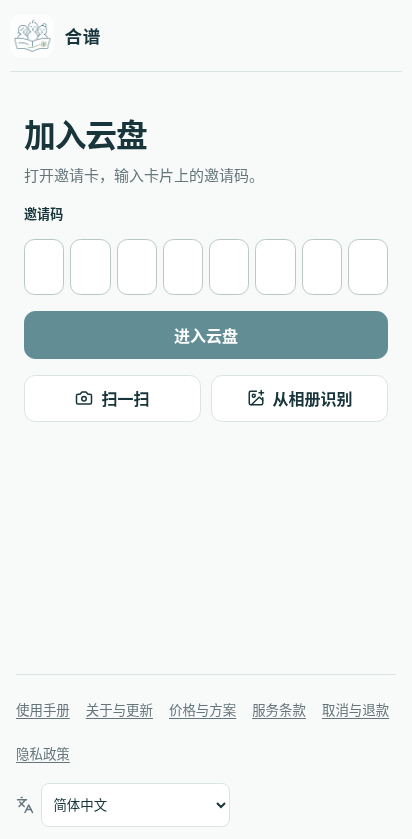 合谱
加入云盘
打开邀请卡，输入卡片上的邀请码。
邀请码
进入云盘
扫一扫
从相册识别
使用手册 关于与更新 价格与方案 服务条款 取消与退款
隐私政策
简体中文